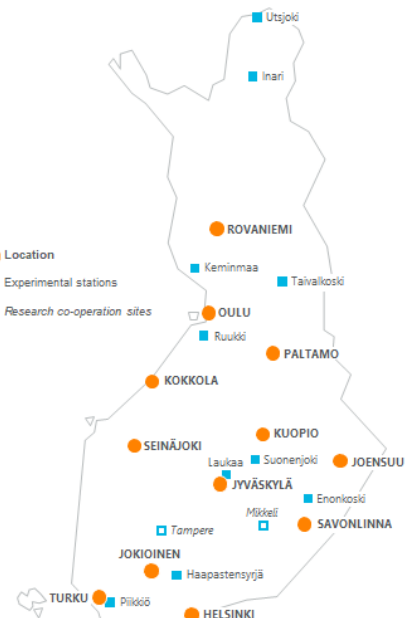 Utsjoki
Inari
ROVANIEMI
Location
Keminmaa
Experimental stations
Taivalkoski
Research co-operation sites
OULU
Ruukki
PALTAMO
KOKKOLA
KUOPIO
SEINÄJOKI
Suonenjoki
JOENSUU
Laukaa
JYVÄSKYLÄ
Enonkoski
Mikkeli
SAVONLINNA
Tampere
JOKIOINEN
Haapastensyrjä
TURKU
Piikkiö
HELSINKI